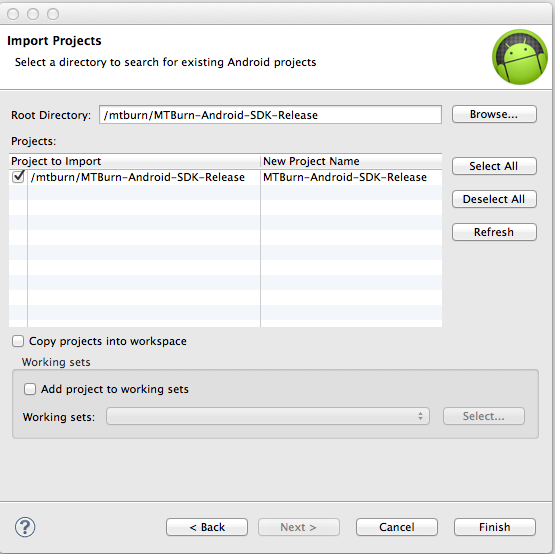 Import Projects
Select a directory to search for existing Android projects
Root Directory: /mtburn/MTBurn-Android-SDK-Release Browse...
Projects:
Project to Import New Project Name Select All
/mtburn/MTBurn-Android-SDK-Release MTBurn-Android-SDK-Release
Deselect All
Refresh
Copy projects into workspace
Working sets
Add project to working sets
Working sets: Select...
? < Back Next > Cancel Finish